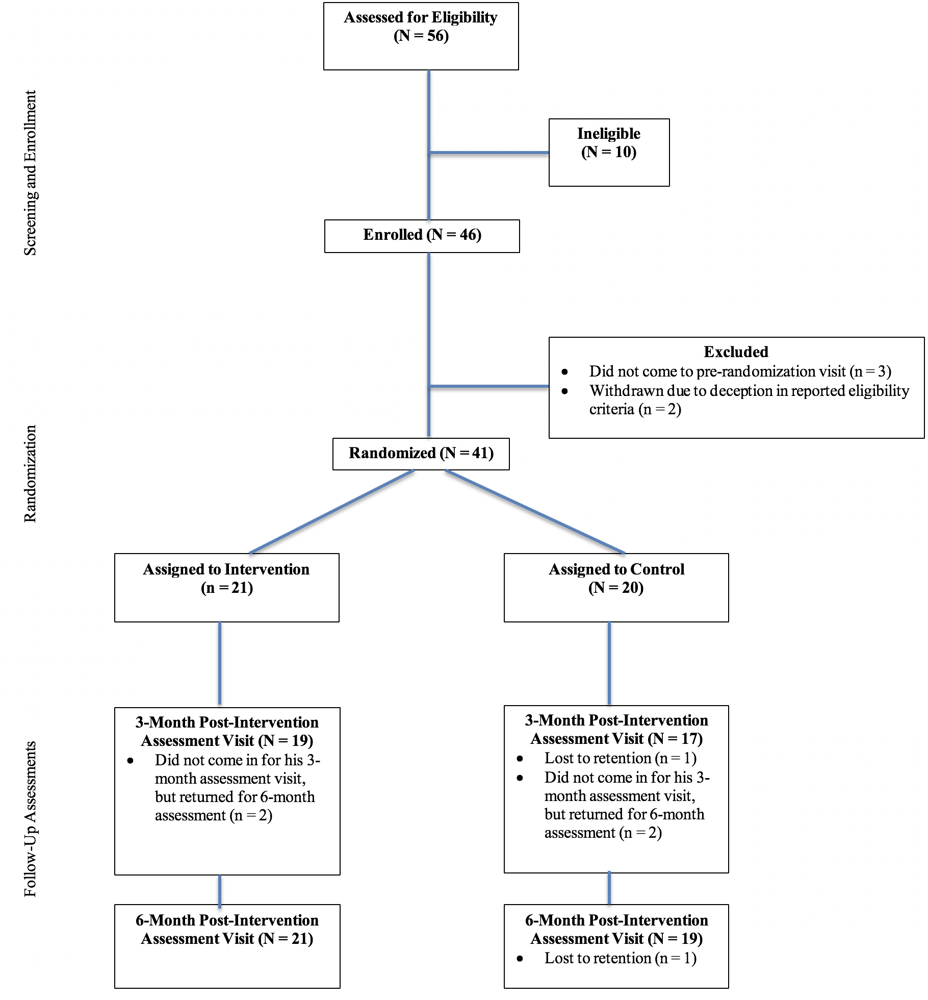 Assessed for Eligibility
(N = 56)
Screening and Enrollment
Ineligible
(N = 10)
Enrolled (N = 46)
Excluded
• Did not come to pre-randomization visit (n = 3)
• Withdrawn due to deception in reported eligibility
criteria (n = 2)
Randomization
Randomized (N = 41)
Assigned to Intervention
(n = 21)
Assigned to Control
(N = 20)
Follow-Up Assessments
3-Month Post-Intervention
Assessment Visit (N = 19)
• Did not come in for his 3-
month assessment visit,
but returned for 6-month
assessment (n = 2)
3-Month Post-Intervention
Assessment Visit (N = 17)
• Lost to retention (n = 1)
• Did not come in for his 3-
month assessment visit,
but returned for 6-month
assessment (n = 2)
6-Month Post-Intervention
Assessment Visit (N = 21)
6-Month Post-Intervention
Assessment Visit (N = 19)
• Lost to retention (n = 1)